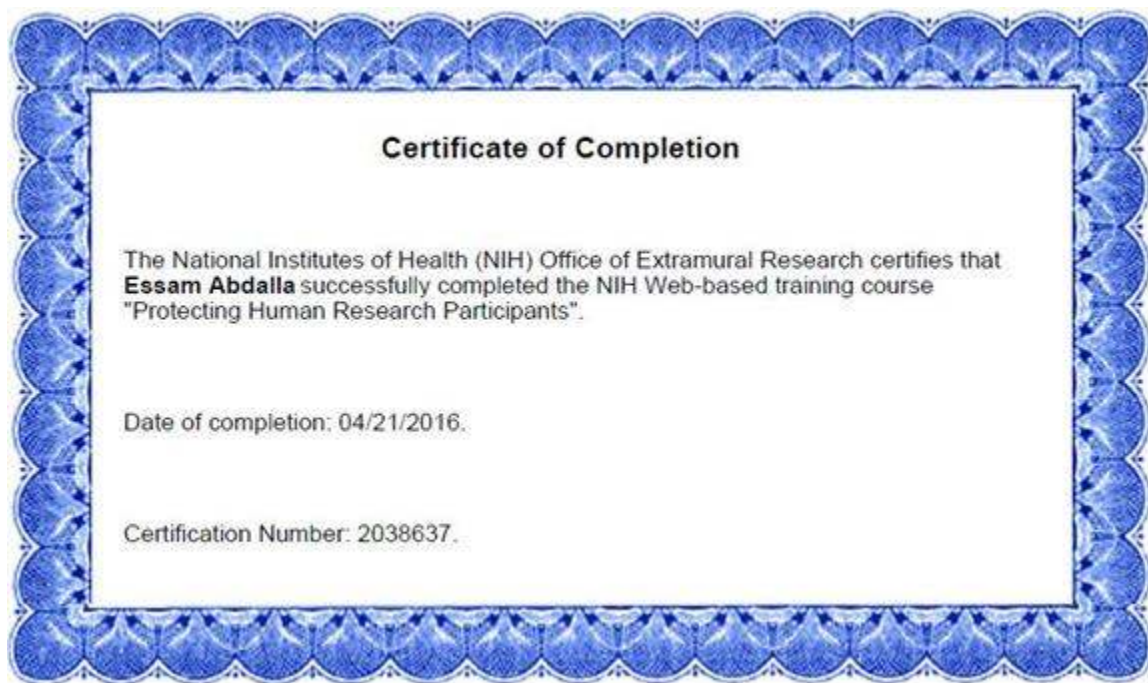 Certificate of Completion
The National Institutes of Health (NIH) Office of Extramural Research certifies that
Essam Abdalla successfully completed the NIH Web-based training course
"Protecting Human Research Participants".
Date of completion: 04/21/2016.
Certification Number: 2038637.